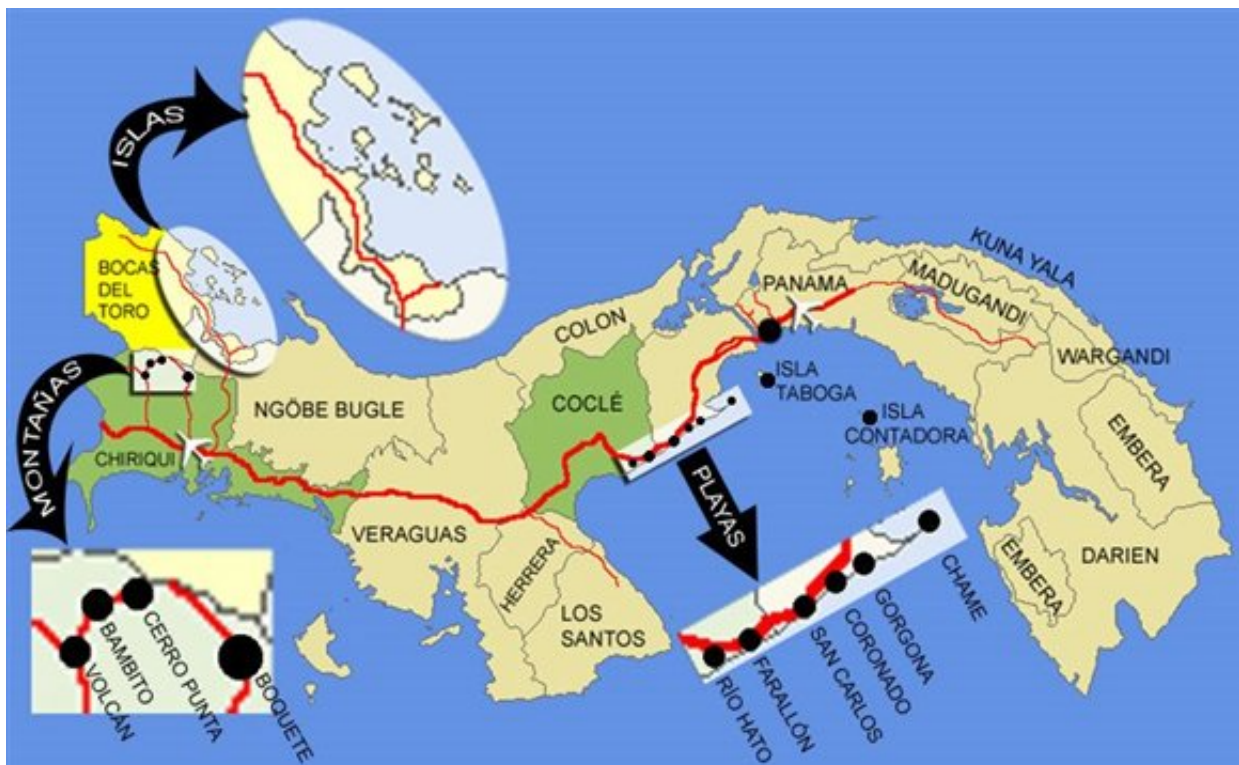 ISLAS
KUNA YALA
BOCAS
DEL
TORO
PANAMA
MADUGANDI
COLON
WARGANDI
ISLA
TABOGA
MONTAÑAS
NGÖBE BUGLE
COCLÉ
ISLA
CONTADORA
CHIRIQUI
EMBERA
PLAYAS
VERAGUAS
HERRERA
LOS
SANTOS
EMBERA
DARIEN
VOLCÁN
BAMBITO
CERRO PUNTA
BOQUETE
RÍO HATO
FARALLÓN
SAN CARLOS
CORONADO
GORGONA
CHAME